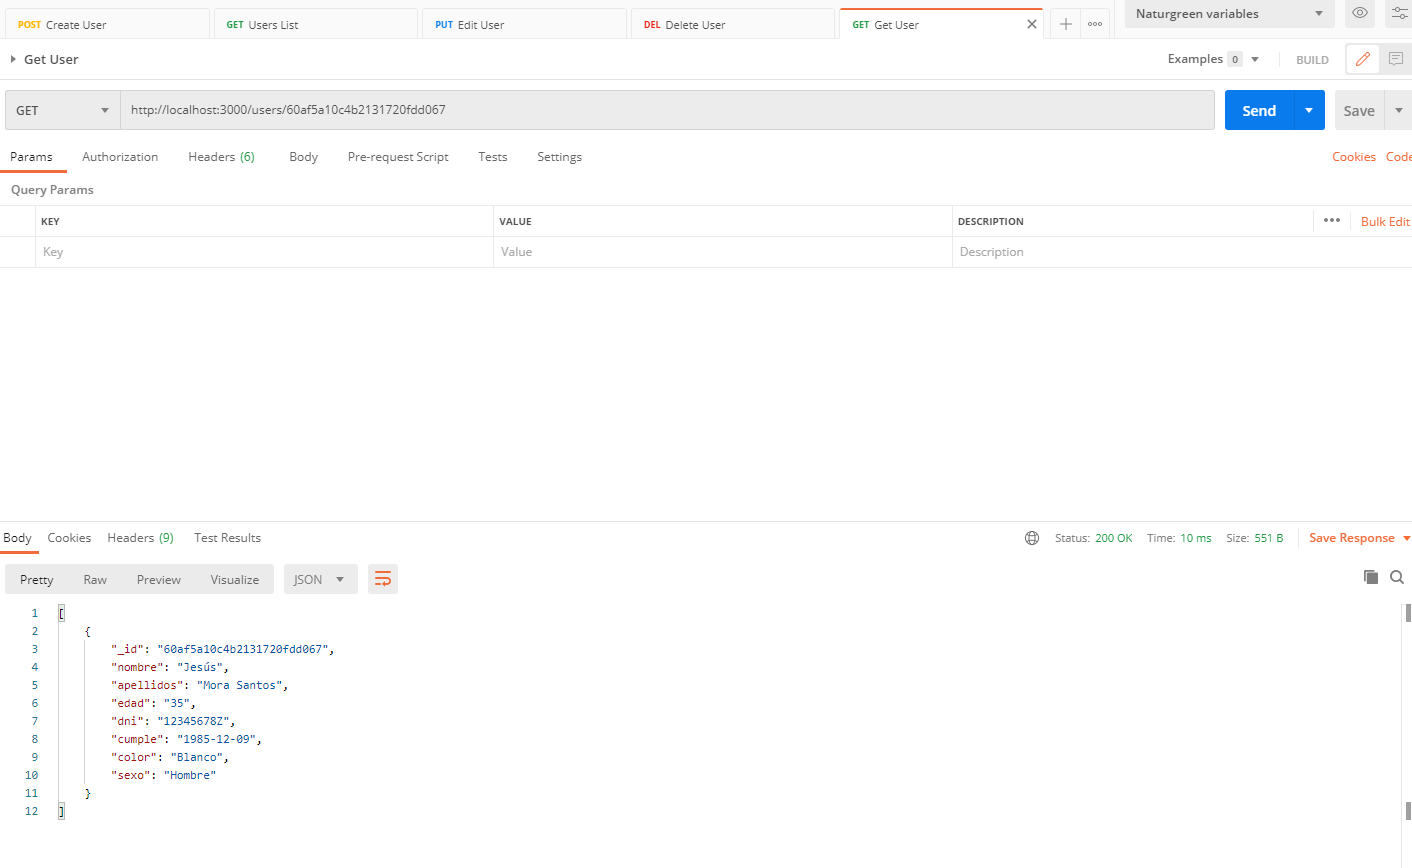 POST Create User GET Users List PUT Edit User DEL Delete User GET Get User Naturgreen variables
Get User Examples 0 BUILD
GET http://localhost:3000/users/60af5a10c4b2131720fdd067 Send Save
Params Authorization Headers (6) Body Pre-request Script Tests Settings Cookies Code
Query Params
KEY VALUE DESCRIPTION Bulk Edit
Key Value Description
Body Cookies Headers (9) Test Results Status: 200 OK Time: 10 ms Size: 551 B Save Response
Pretty Raw Preview Visualize JSON
1 [
2 {
3 "_id": "60af5a10c4b2131720fdd067",
4 "nombre": "Jesús",
5 "apellidos": "Mora Santos",
6 "edad": "35",
7 "dni": "12345678Z",
8 "cumple": "1985-12-09",
9 "color": "Blanco",
10 "sexo": "Hombre"
11 }
12 ]